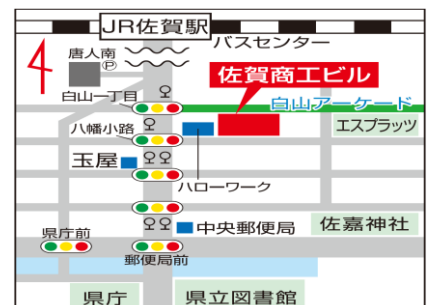 JR佐賀駅
バスセンター
唐人南
P
佐賀商工ビル
白山一丁目
白山アーケード
八幡小路
エスプラッツ
玉屋
ハローワーク
中央郵便局
佐嘉神社
県庁前
郵便局前
県庁
県立図書館